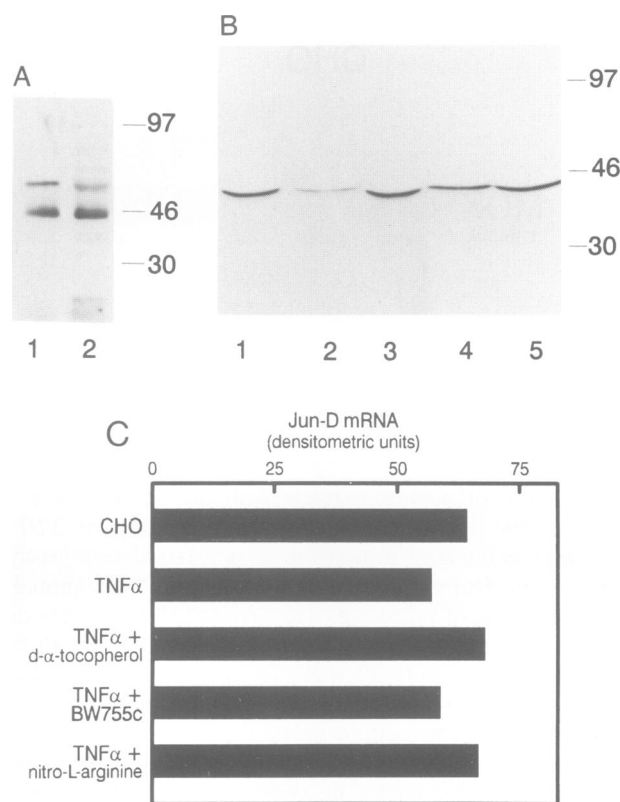 A
97
46
30
1 2
B
97
46
30
1 2 3 4 5
C
Jun-D mRNA
(densitometric units)
0 25 50 75
CHO
TNFα
TNFα +
d-α-tocopherol
TNFα +
BW755c
TNFα +
nitro-L-arginine